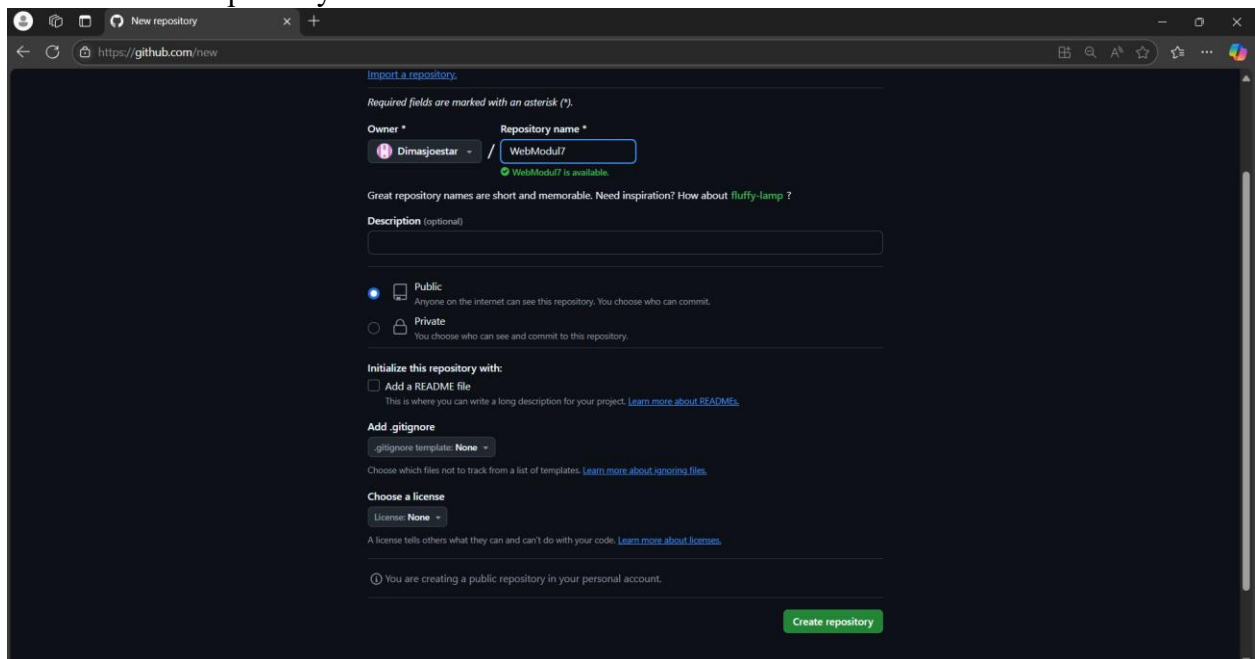 New repository
https://github.com/new
Import a repository.
Required fields are marked with an asterisk (*).
Owner * Repository name *
Dimasjoestar / WebModul7
WebModul7 is available.
Great repository names are short and memorable. Need inspiration? How about fluffy-lamp ?
Description (optional)
Public
Anyone on the internet can see this repository. You choose who can commit.
Private
You choose who can see and commit to this repository.
Initialize this repository with:
Add a README file
This is where you can write a long description for your project. Learn more about READMEs.
Add .gitignore
.gitignore template: None
Choose which files not to track from a list of templates. Learn more about ignoring files.
Choose a license
License: None
A license tells others what they can and can't do with your code. Learn more about licenses.
You are creating a public repository in your personal account.
Create repository